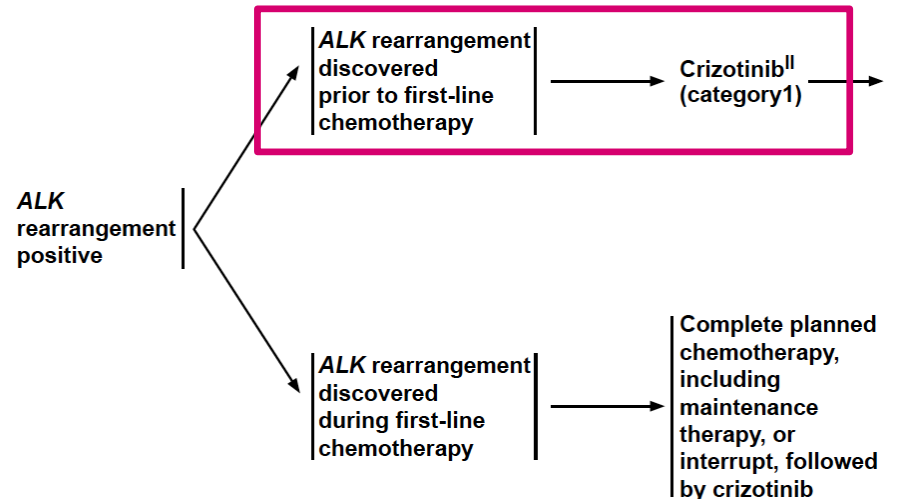 ALK rearrangement
discovered
prior to first-line
chemotherapy
Crizotinib^II
(category1)
ALK
rearrangement
positive
ALK rearrangement
discovered
during first-line
chemotherapy
Complete planned
chemotherapy,
including
maintenance
therapy, or
interrupt, followed
by crizotinib